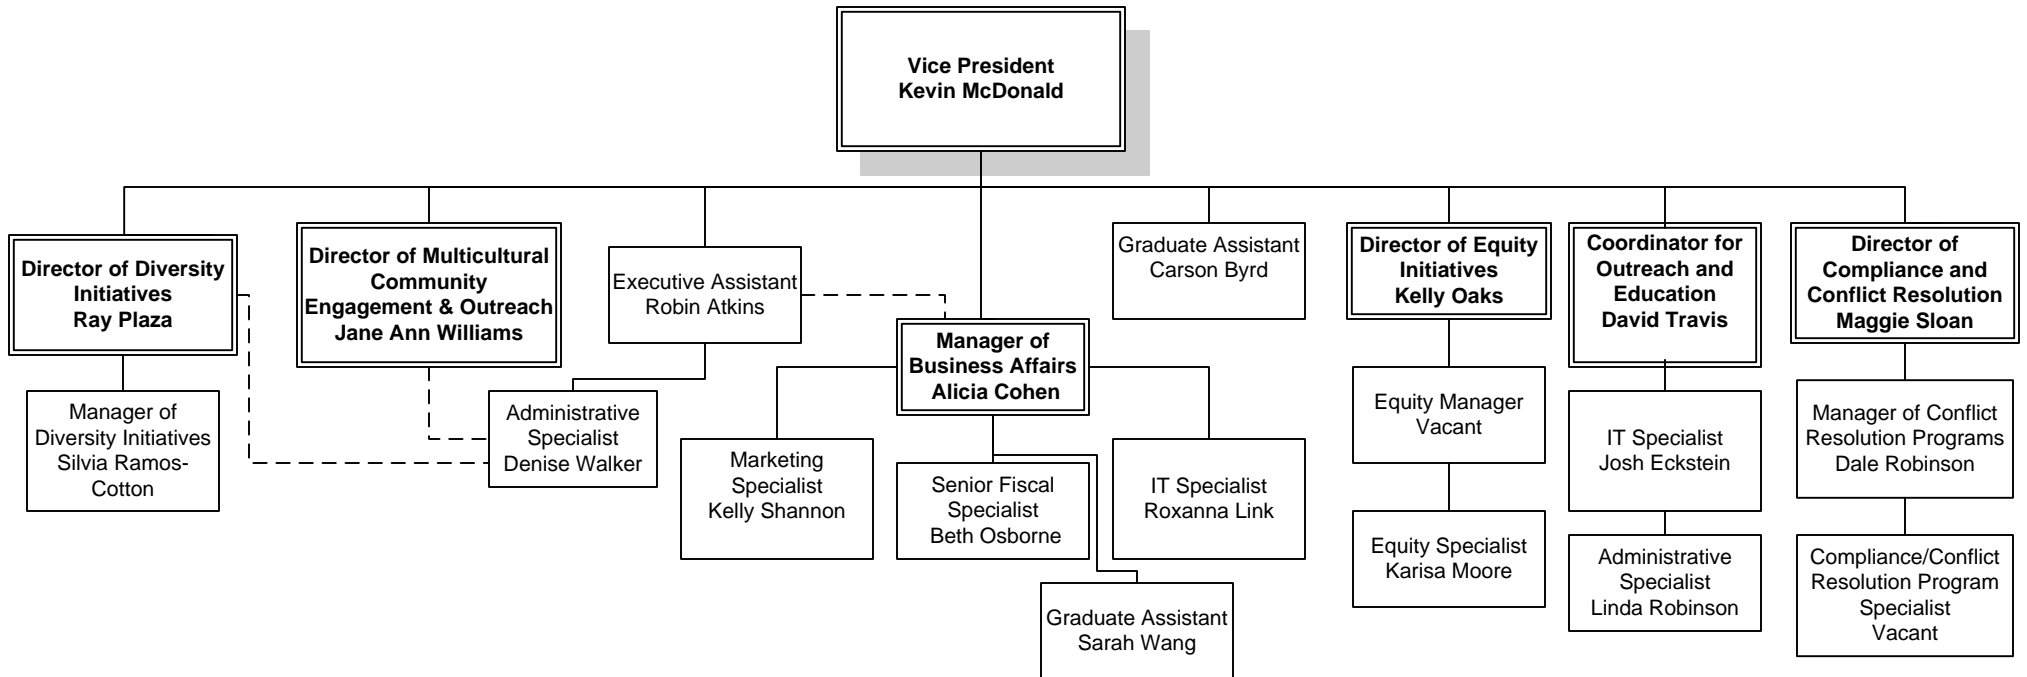 Vice President
Kevin McDonald
Director of Diversity
Initiatives
Ray Plaza
Director of Multicultural
Community
Engagement & Outreach
Jane Ann Williams
Executive Assistant
Robin Atkins
Graduate Assistant
Carson Byrd
Director of Equity
Initiatives
Kelly Oaks
Coordinator for
Outreach and
Education
David Travis
Director of
Compliance and
Conflict Resolution
Maggie Sloan
Manager of
Business Affairs
Alicia Cohen
Manager of
Diversity Initiatives
Silvia Ramos-
Cotton
Administrative
Specialist
Denise Walker
Marketing
Specialist
Kelly Shannon
Senior Fiscal
Specialist
Beth Osborne
IT Specialist
Roxanna Link
Graduate Assistant
Sarah Wang
Equity Manager
Vacant
Equity Specialist
Karisa Moore
IT Specialist
Josh Eckstein
Administrative
Specialist
Linda Robinson
Manager of Conflict
Resolution Programs
Dale Robinson
Compliance/Conflict
Resolution Program
Specialist
Vacant